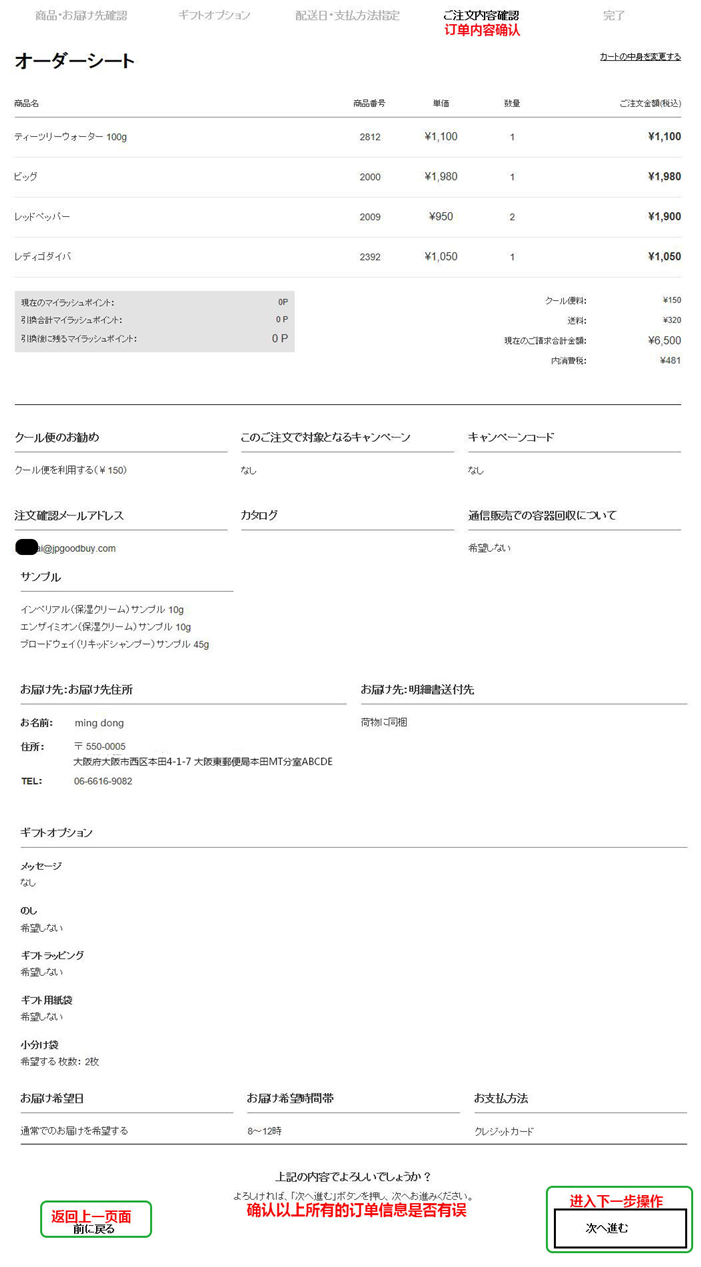 商品・お届け先確認 ギフトオプション 配送日・支払方法指定 ご注文内容確認 完了
订单内容确认
オーダーシート カートの中身を変更する
商品名 商品番号 単価 数量 ご注文金額(税込)
ティーツリーウォーター 100g 2812 ¥1,100 1 ¥1,100
ビッグ 2000 ¥1,980 1 ¥1,980
レッドペッパー 2009 ¥950 2 ¥1,900
レディゴダイバ 2392 ¥1,050 1 ¥1,050
現在のマイラッシュポイント: 0P クール便料: ¥150
引換合計マイラッシュポイント: 0 P 送料: ¥320
引換後に残るマイラッシュポイント: 0 P 現在のご請求合計金額: ¥6,500
内消費税: ¥481
クール便のお勧め このご注文で対象となるキャンペーン キャンペーンコード
クール便を利用する(¥150) なし なし
注文確認メールアドレス カタログ 通信販売での容器回収について
ai@jpgoodbuy.com 希望しない
サンプル
インペリアル(保湿クリーム)サンプル 10g
エンザイミオン(保湿クリーム)サンプル 10g
ブロードウェイ(リキッドシャンプー)サンプル 45g
お届け先:お届け先住所 お届け先:明細書送付先
お名前: ming dong 荷物に同梱
住所: 〒 550-0005
大阪府大阪市西区本田4-1-7 大阪東郵便局本田MT分室ABCDE
TEL: 06-6616-9082
ギフトオプション
メッセージ
なし
のし
希望しない
ギフトラッピング
希望しない
ギフト用紙袋
希望しない
小分け袋
希望する 枚数: 2枚
お届け希望日 お届け希望時間帯 お支払方法
通常でのお届けを希望する 8～12時 クレジットカード
上記の内容でよろしいでしょうか?
よろしければ、「次へ進む」ボタンを押し、次へお進みください。
确认以上所有的订单信息是否有误
返回上一页面
前に戻る
进入下一步操作
次へ進む